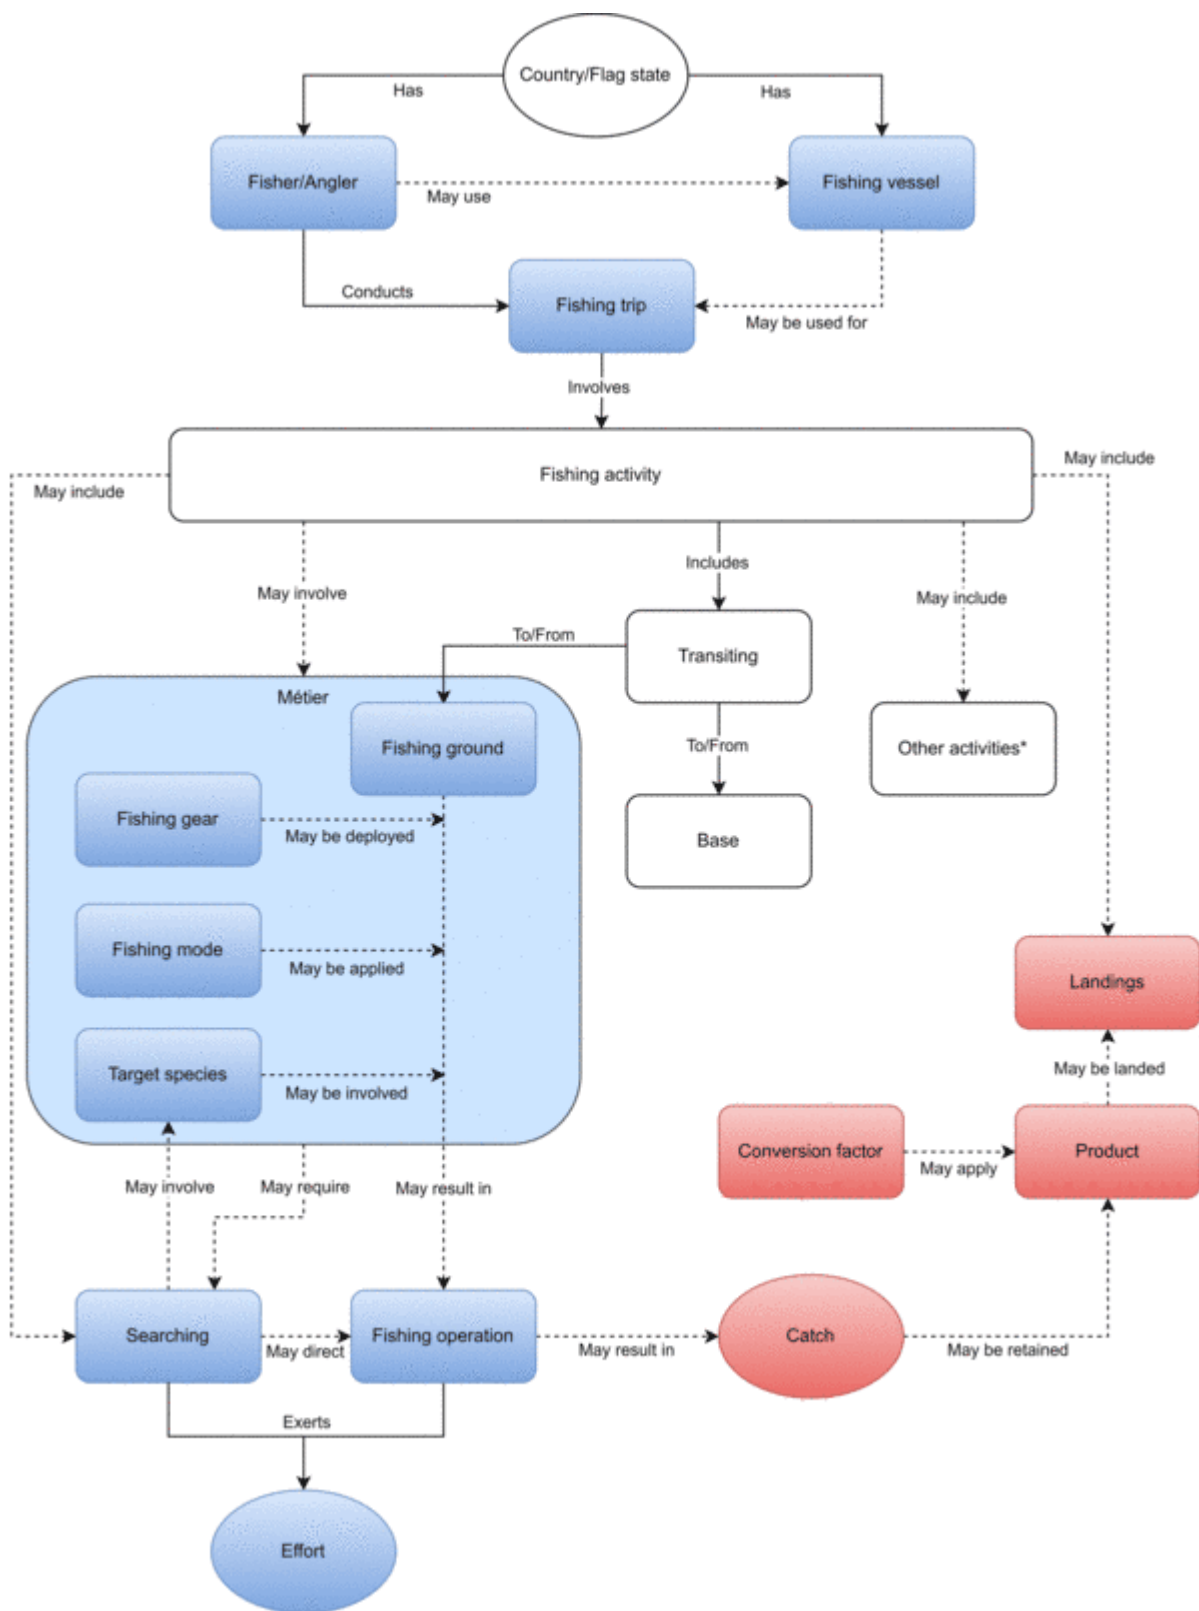 Country/Flag state
Has
Has
Fisher/Angler
May use
Fishing vessel
Conducts
Fishing trip
May be used for
Involves
Fishing activity
May include
May include
May involve
Includes
May include
To/From
Transiting
Métier
Fishing ground
To/From
Other activities*
Fishing gear
May be deployed
Base
Fishing mode
May be applied
Landings
Target species
May be involved
May be landed
Conversion factor
May apply
Product
May involve
May require
May result in
Searching
May direct
Fishing operation
May result in
Catch
May be retained
Exerts
Effort